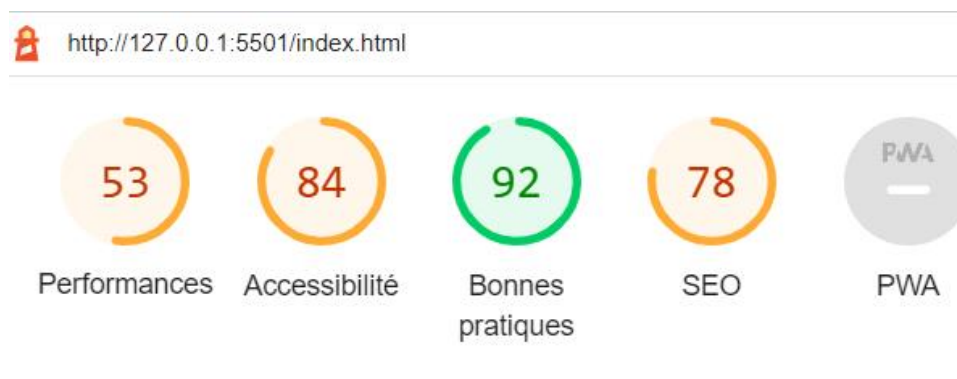 http://127.0.0.1:5501/index.html
53
84
92
78
PWA
Performances
Accessibilité
Bonnes
pratiques
SEO
PWA